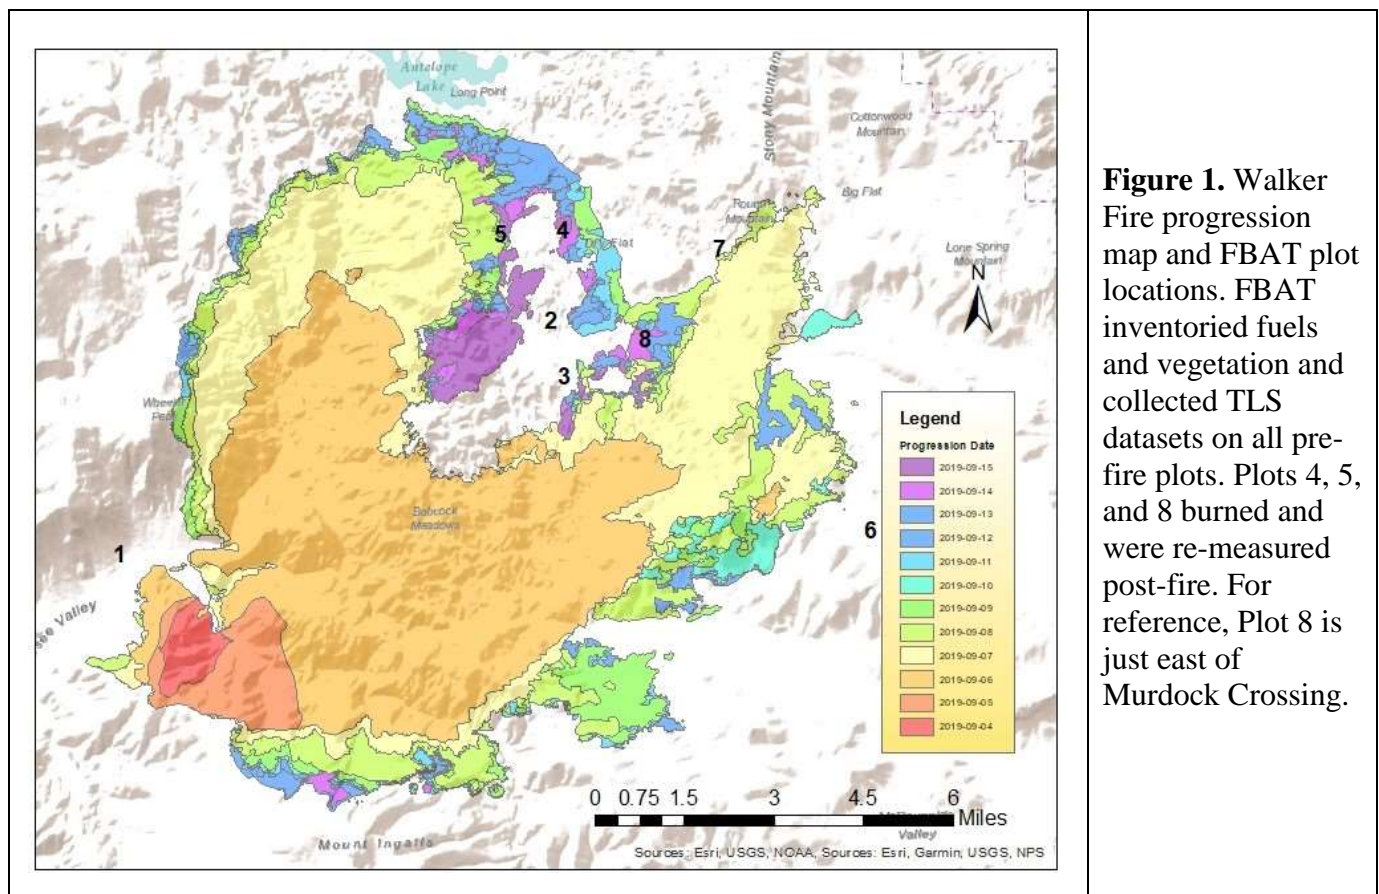 Antelope
Lake
Long Point
Stony Mountain
Cottonwood
Mountain
Big Flat
Rough
Mountain
5
4
Dry Flat
7
Lone Spring
Mountain
N
2
8
3
Legend
Progression Date
2019-09-15
2019-09-14
2019-09-13
2019-09-12
2019-09-11
2019-09-10
2019-09-09
2019-09-08
2019-09-07
2019-09-06
2019-09-05
2019-09-04
Babcock
Meadows
6
1
Valley
0 0.75 1.5 3 4.5 6
Miles
Valley
Mount Ingalls
Sources: Esri, USGS, NOAA, Sources: Esri, Garmin, USGS, NPS
Figure 1. Walker
Fire progression
map and FBAT plot
locations. FBAT
inventoried fuels
and vegetation and
collected TLS
datasets on all pre-
fire plots. Plots 4, 5,
and 8 burned and
were re-measured
post-fire. For
reference, Plot 8 is
just east of
Murdock Crossing.